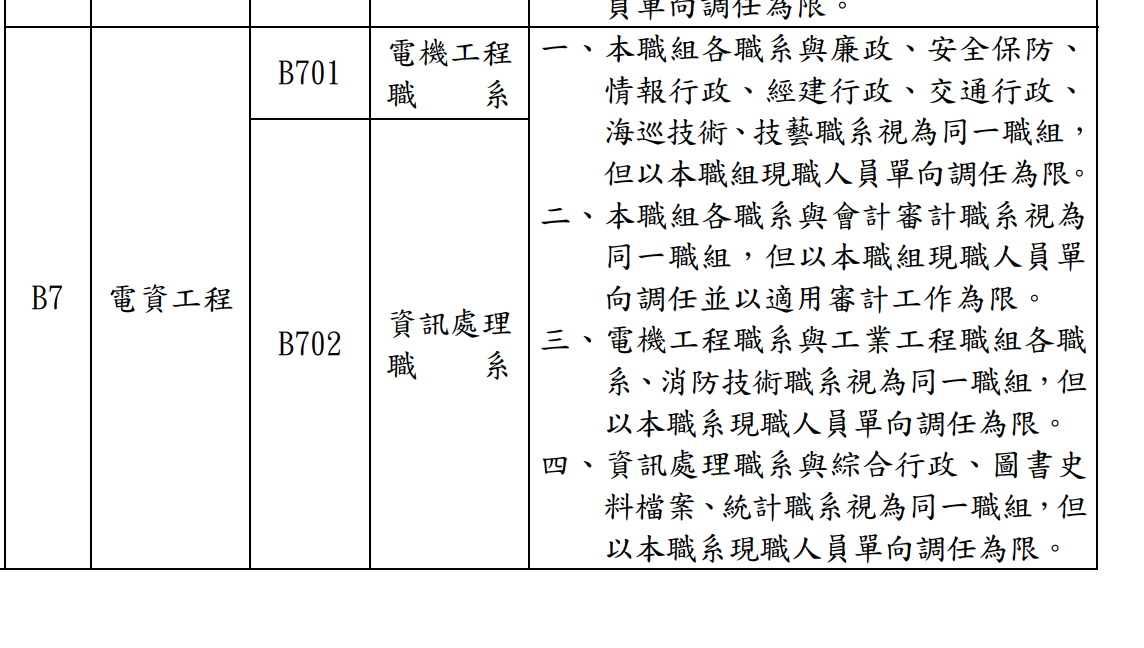 員單向調任為限。
B7
電資工程
B701
電機工程
職系
B702
資訊處理
職系
一、本職組各職系與廉政、安全保防、
情報行政、經建行政、交通行政、
海巡技術、技藝職系視為同一職組，
但以本職組現職人員單向調任為限。
二、本職組各職系與會計審計職系視為
同一職組，但以本職組現職人員單
向調任並以適用審計工作為限。
三、電機工程職系與工業工程職組各職
系、消防技術職系視為同一職組，但
以本職系現職人員單向調任為限。
四、資訊處理職系與綜合行政、圖書史
料檔案、統計職系視為同一職組，但
以本職系現職人員單向調任為限。